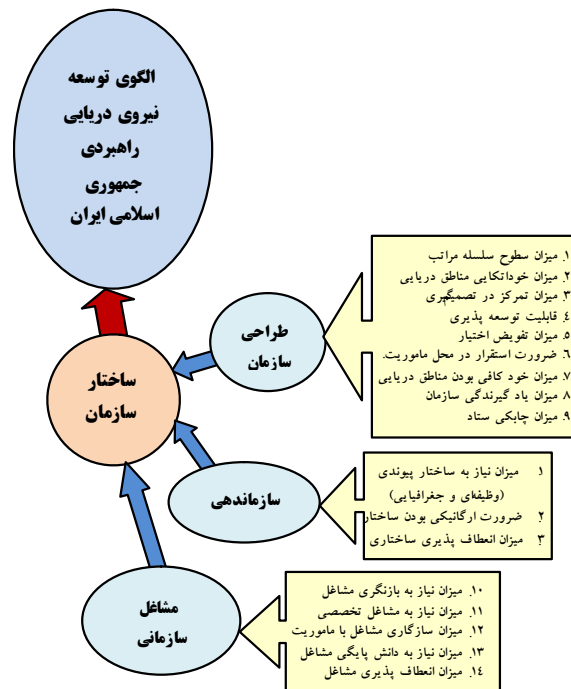 الگوی توسعه
نیروی دریایی
راهبردی
جمهوری
اسلامی ایران
ساختار
سازمان
طراحی
سازمان
۱. میزان سطوح سلسله مراتب
۲. میزان خوداتکایی مناطق دریایی
۳. میزان تمرکز در تصمیم‎گیری
۴. قابلیت توسعه پذیری
۵. میزان تفویض اختیار
۶. ضرورت استقرار در محل ماموریت.
۷. میزان خود کافی بودن مناطق دریایی
۸. میزان یاد گیرندگی سازمان
۹. میزان چابکی ستاد
سازماندهی
۱ میزان نیاز به ساختار پیوندی
(وظیفه‌ای و جغرافیایی)
۲. ضرورت ارگانیکی بودن ساختار
۳. میزان انعطاف پذیری ساختاری
مشاغل
سازمانی
۱۰. میزان نیاز به بازنگری مشاغل
۱۱. میزان نیاز به مشاغل تخصصی
۱۲. میزان سازگاری مشاغل با ماموریت
۱۳. میزان نیاز به دانش پایگی مشاغل
۱۴. میزان انعطاف پذیری مشاغل